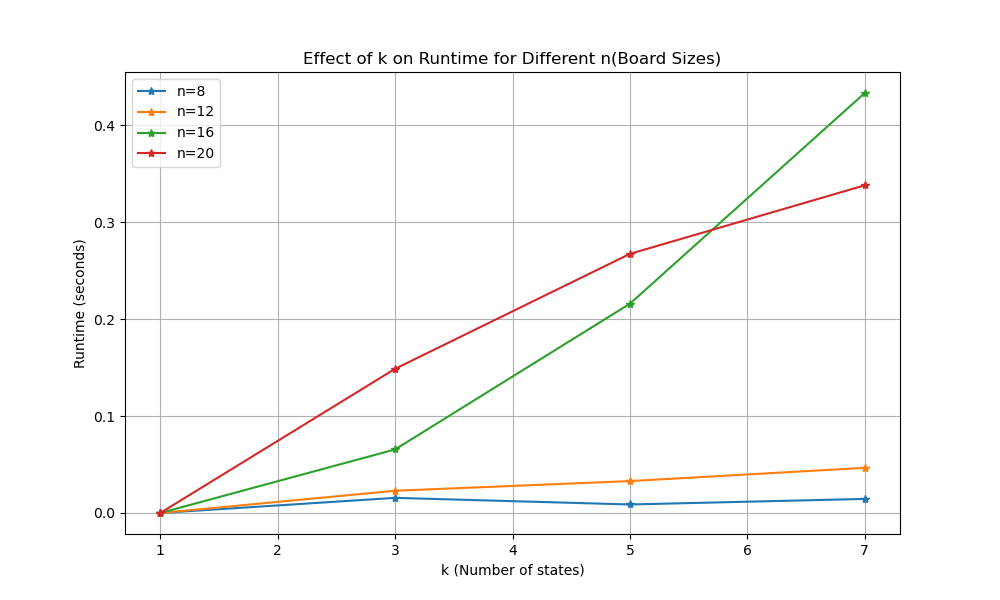 Effect of k on Runtime for Different n(Board Sizes)
n=8
n=12
n=16
n=20
Runtime (seconds)
0.4
0.3
0.2
0.1
0.0
1 2 3 4 5 6 7
k (Number of states)